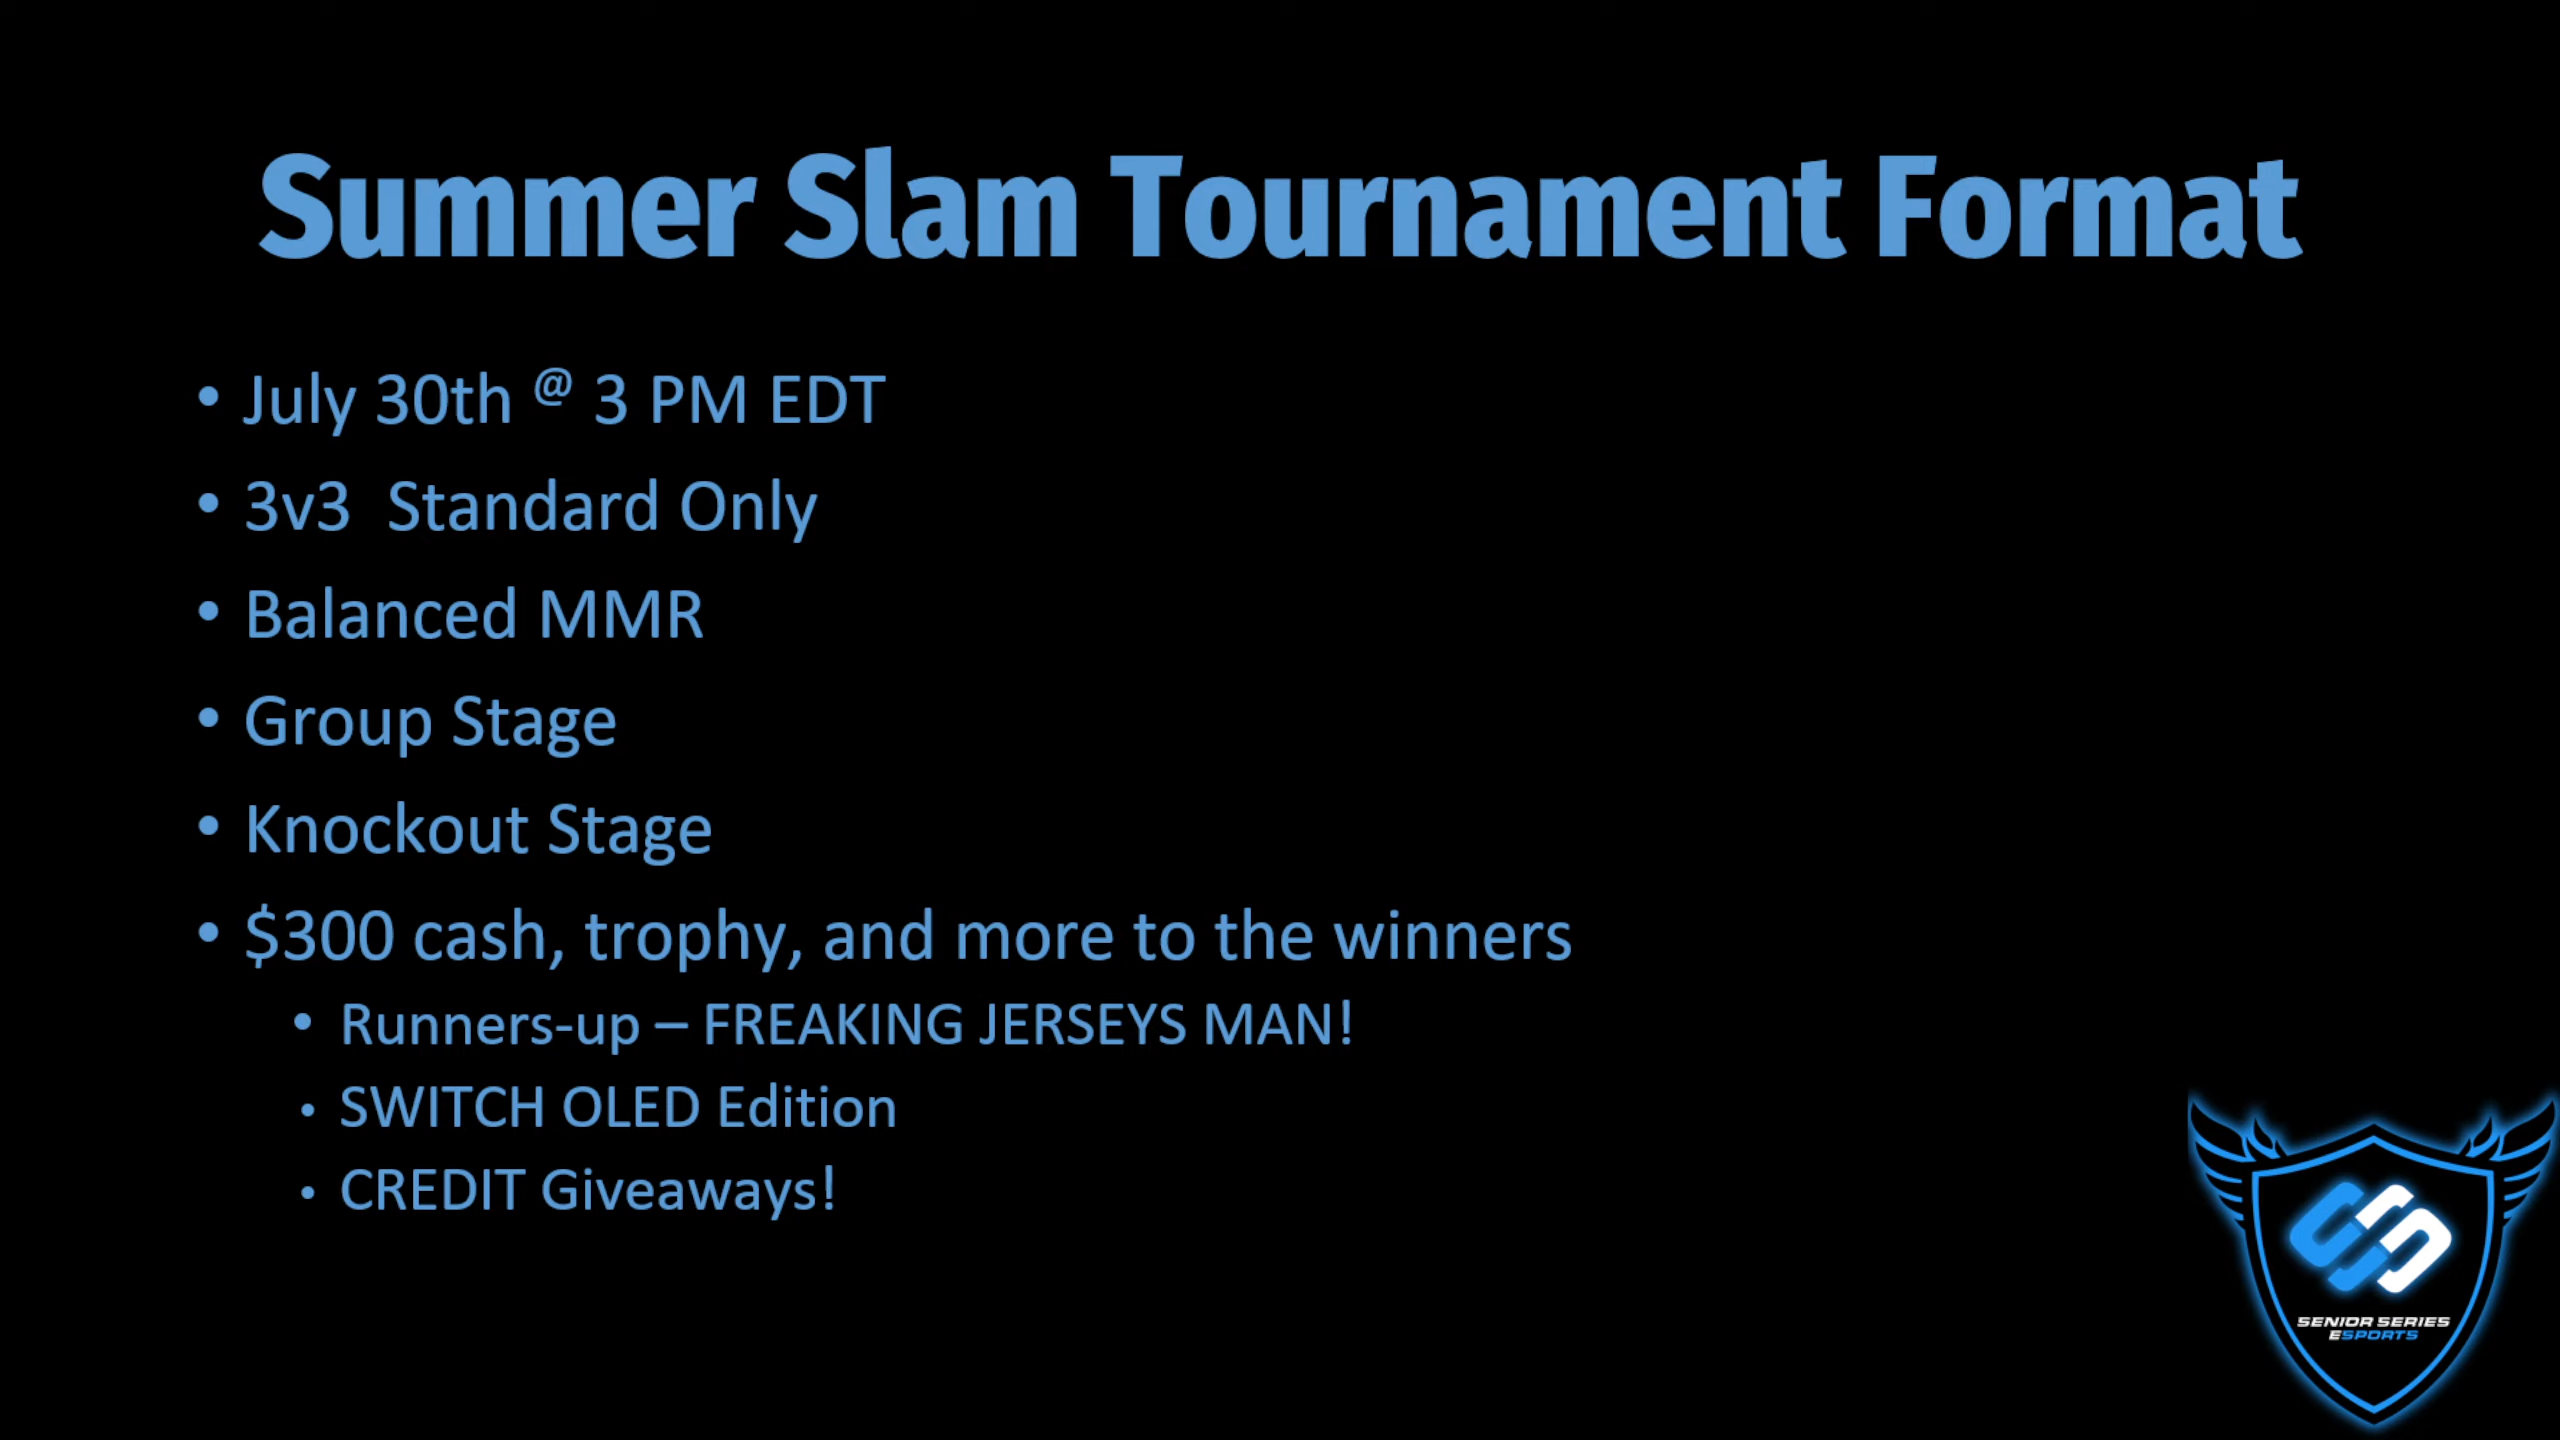 Summer Slam Tournament Format
• July 30th @ 3 PM EDT
• 3v3  Standard Only
• Balanced MMR
• Group Stage
• Knockout Stage
• $300 cash, trophy, and more to the winners
• Runners-up – FREAKING JERSEYS MAN!
• SWITCH OLED Edition
• CREDIT Giveaways!
SENIOR SERIES
ESPORTS